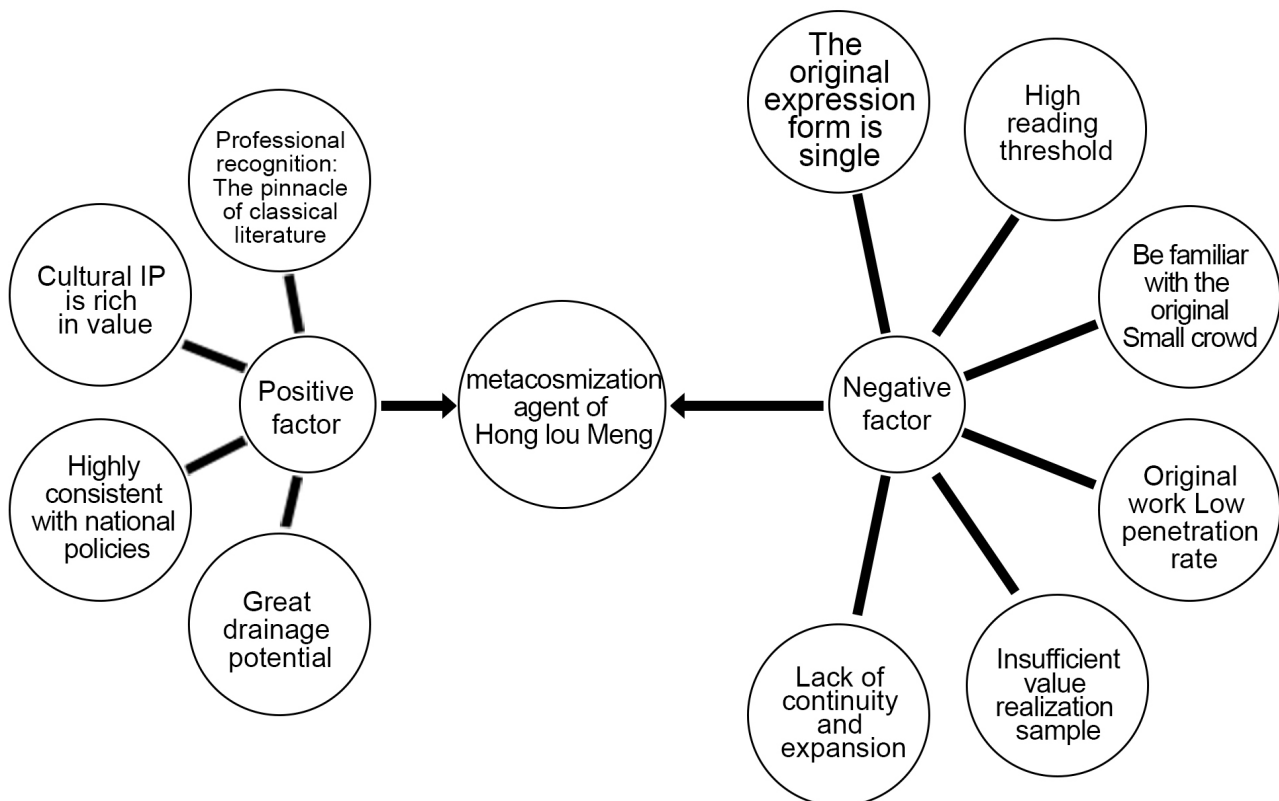 Professional
recognition:
The pinnacle
of classical
literature
Cultural IP
is rich
in value
Positive
factor
Highly
consistent
with national
policies
Great
drainage
potential
metacosmization
agent of
Hong lou Meng
The
original
expression
form is
single
High
reading
threshold
Be familiar
with the
original
Small crowd
Negative
factor
Original
work Low
penetration
rate
Insufficient
value
realization
sample
Lack of
continuity
and
expansion